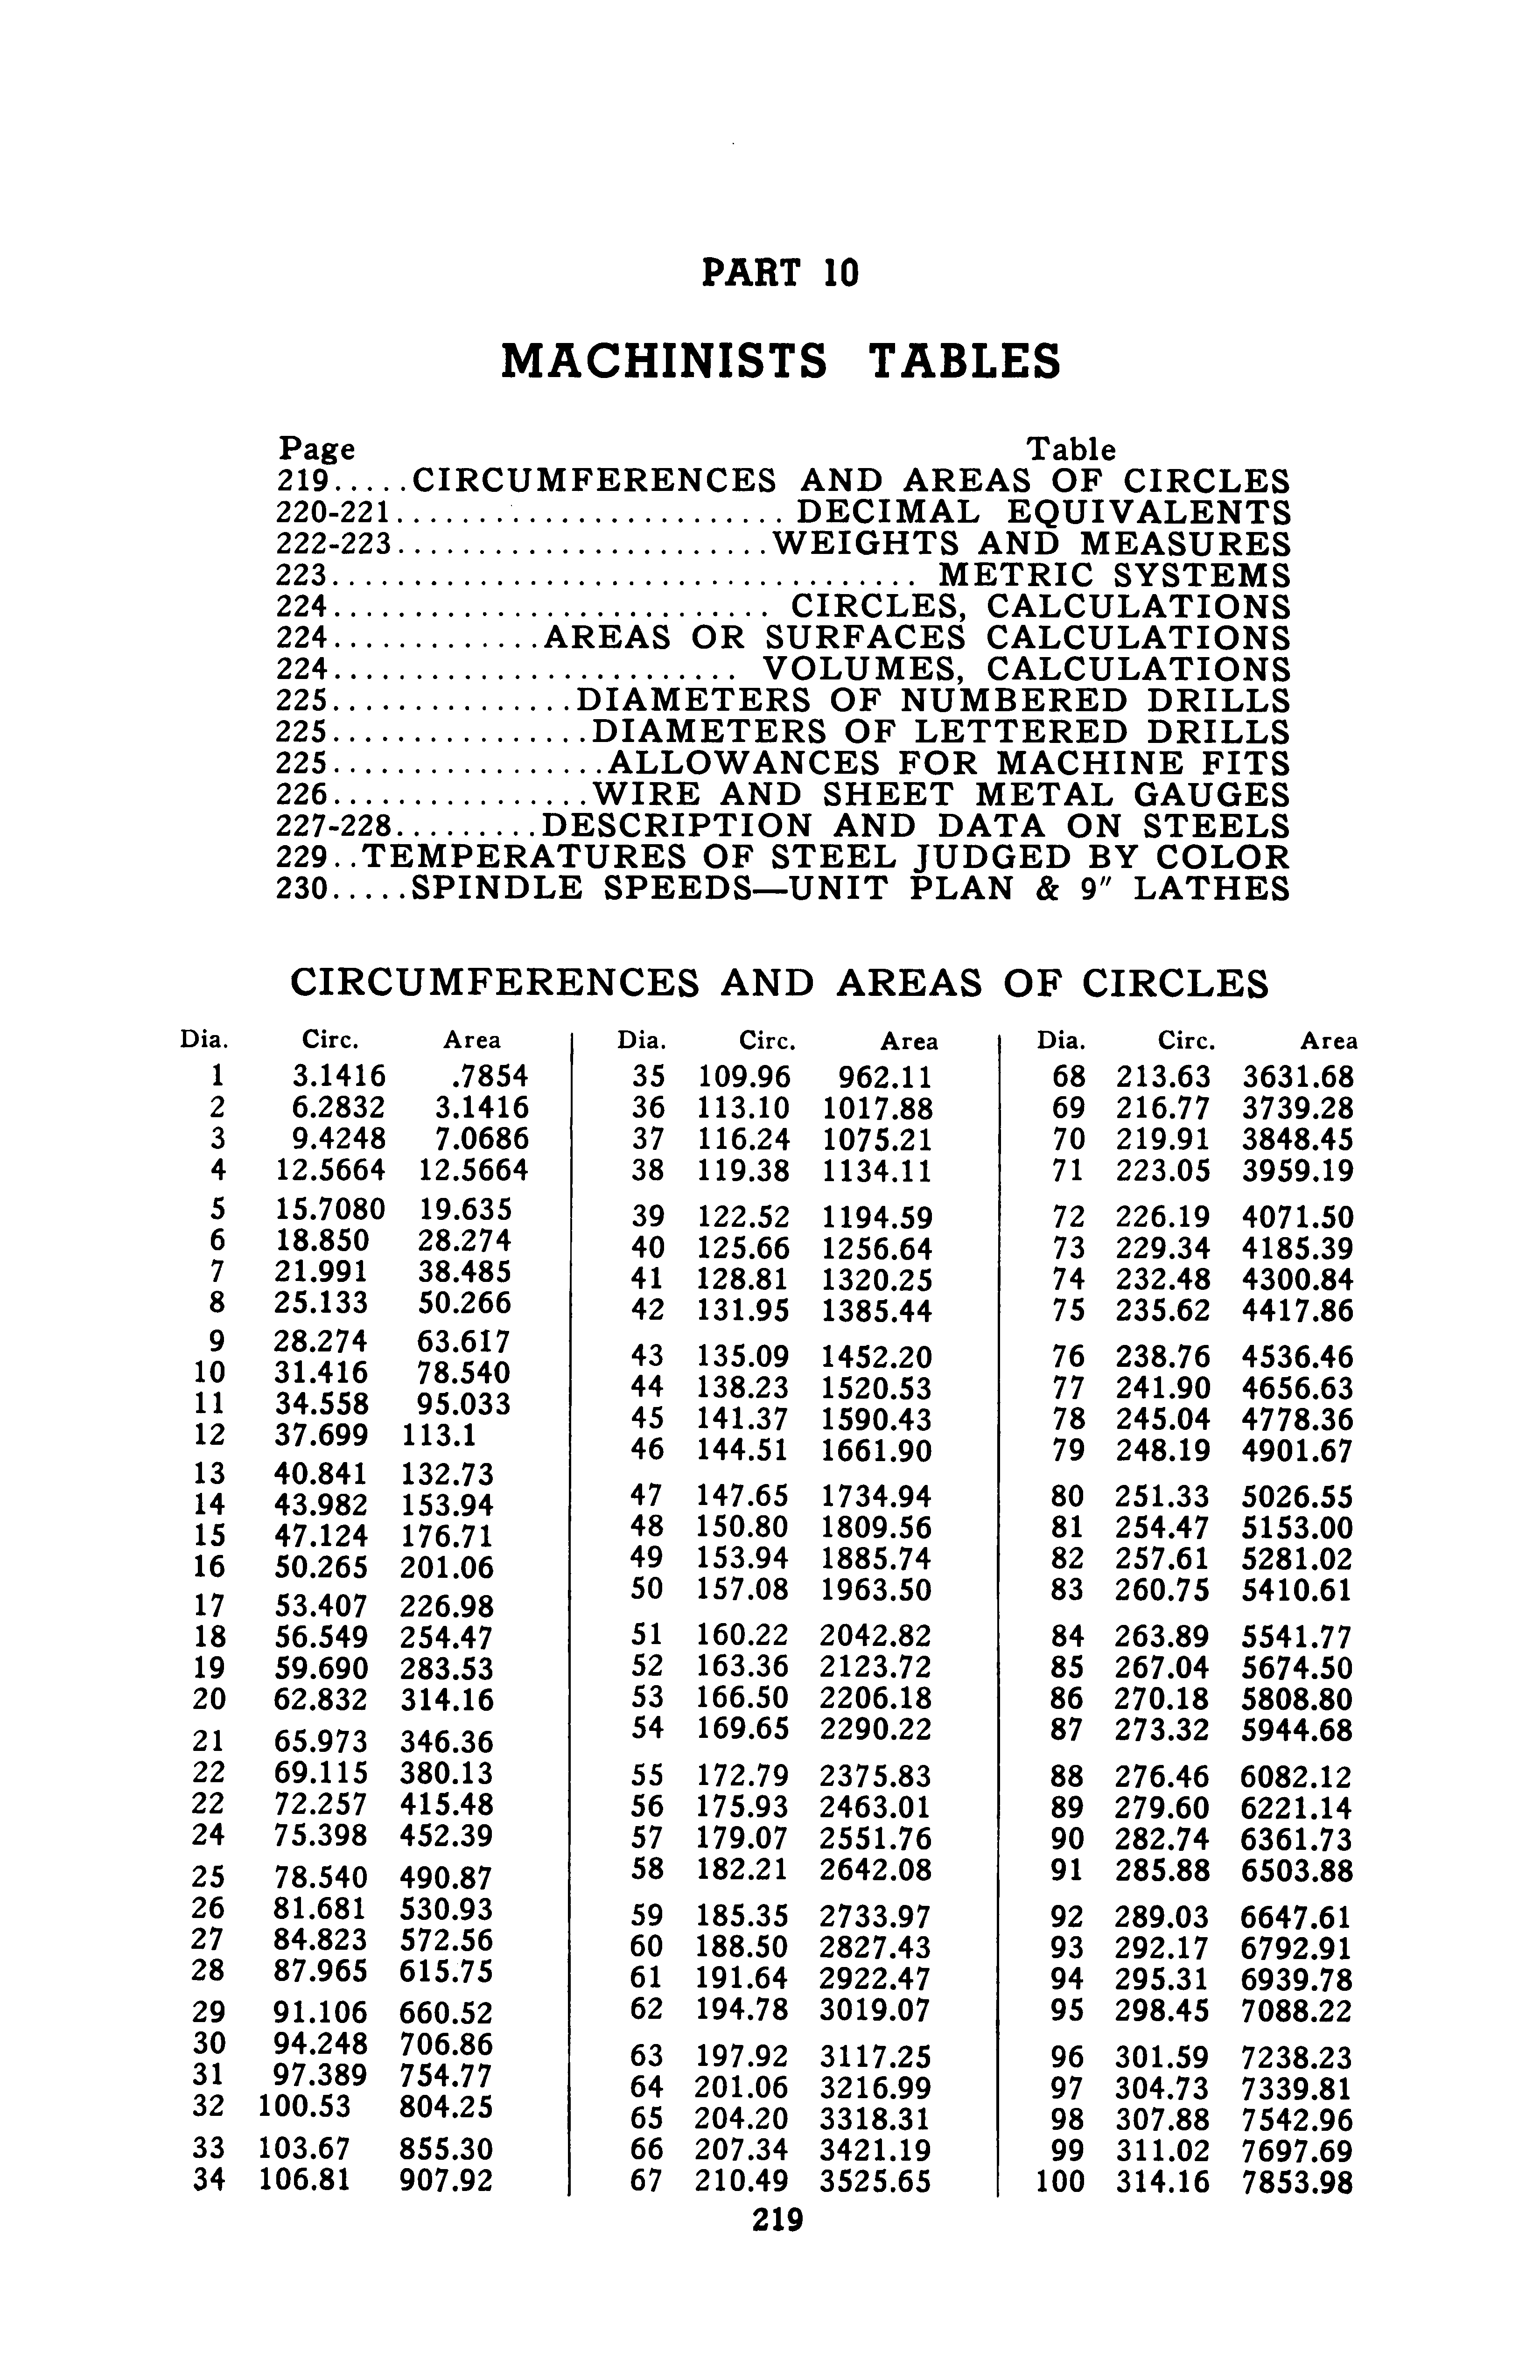 PART 10
MACHINISTS TABLES
Page Table
219.....CIRCUMFERENCES AND AREAS OF CIRCLES
220-221........................DECIMAL EQUIVALENTS
222-223.......................WEIGHTS AND MEASURES
223....................................METRIC SYSTEMS
224...........................CIRCLES, CALCULATIONS
224.............AREAS OR SURFACES CALCULATIONS
224.........................VOLUMES, CALCULATIONS
225...............DIAMETERS OF NUMBERED DRILLS
225................DIAMETERS OF LETTERED DRILLS
225.................ALLOWANCES FOR MACHINE FITS
226................WIRE AND SHEET METAL GAUGES
227-228.........DESCRIPTION AND DATA ON STEELS
229..TEMPERATURES OF STEEL JUDGED BY COLOR
230.....SPINDLE SPEEDS—UNIT PLAN & 9" LATHES
CIRCUMFERENCES AND AREAS OF CIRCLES
Dia. Circ. Area
1 3.1416 .7854
2 6.2832 3.1416
3 9.4248 7.0686
4 12.5664 12.5664
5 15.7080 19.635
6 18.850 28.274
7 21.991 38.485
8 25.133 50.266
9 28.274 63.617
10 31.416 78.540
11 34.558 95.033
12 37.699 113.1
13 40.841 132.73
14 43.982 153.94
15 47.124 176.71
16 50.265 201.06
17 53.407 226.98
18 56.549 254.47
19 59.690 283.53
20 62.832 314.16
21 65.973 346.36
22 69.115 380.13
22 72.257 415.48
24 75.398 452.39
25 78.540 490.87
26 81.681 530.93
27 84.823 572.56
28 87.965 615.75
29 91.106 660.52
30 94.248 706.86
31 97.389 754.77
32 100.53 804.25
33 103.67 855.30
34 106.81 907.92
Dia. Circ. Area
35 109.96 962.11
36 113.10 1017.88
37 116.24 1075.21
38 119.38 1134.11
39 122.52 1194.59
40 125.66 1256.64
41 128.81 1320.25
42 131.95 1385.44
43 135.09 1452.20
44 138.23 1520.53
45 141.37 1590.43
46 144.51 1661.90
47 147.65 1734.94
48 150.80 1809.56
49 153.94 1885.74
50 157.08 1963.50
51 160.22 2042.82
52 163.36 2123.72
53 166.50 2206.18
54 169.65 2290.22
55 172.79 2375.83
56 175.93 2463.01
57 179.07 2551.76
58 182.21 2642.08
59 185.35 2733.97
60 188.50 2827.43
61 191.64 2922.47
62 194.78 3019.07
63 197.92 3117.25
64 201.06 3216.99
65 204.20 3318.31
66 207.34 3421.19
67 210.49 3525.65
Dia. Circ. Area
68 213.63 3631.68
69 216.77 3739.28
70 219.91 3848.45
71 223.05 3959.19
72 226.19 4071.50
73 229.34 4185.39
74 232.48 4300.84
75 235.62 4417.86
76 238.76 4536.46
77 241.90 4656.63
78 245.04 4778.36
79 248.19 4901.67
80 251.33 5026.55
81 254.47 5153.00
82 257.61 5281.02
83 260.75 5410.61
84 263.89 5541.77
85 267.04 5674.50
86 270.18 5808.80
87 273.32 5944.68
88 276.46 6082.12
89 279.60 6221.14
90 282.74 6361.73
91 285.88 6503.88
92 289.03 6647.61
93 292.17 6792.91
94 295.31 6939.78
95 298.45 7088.22
96 301.59 7238.23
97 304.73 7339.81
98 307.88 7542.96
99 311.02 7697.69
100 314.16 7853.98
219